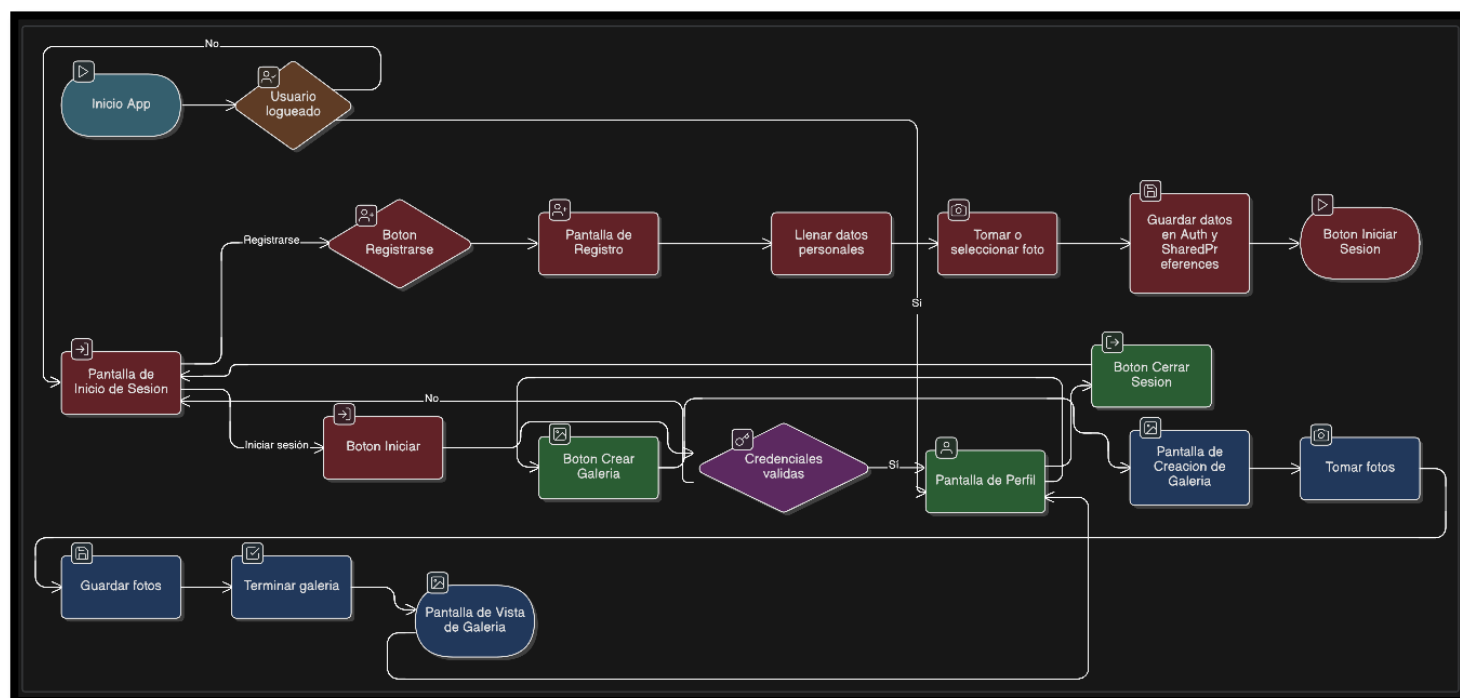 No
Inicio App
Usuario
logueado
Registrarse
Boton
Registrarse
Pantalla de
Registro
Llenar datos
personales
Tomar o
seleccionar foto
Guardar datos
en Auth y
SharedPr
eferences
Boton Iniciar
Sesion
Si
Pantalla de
Inicio de Sesion
Boton Cerrar
Sesion
No
Iniciar sesión
Boton Iniciar
Boton Crear
Galeria
Credenciales
validas
Sí
Pantalla de Perfil
Pantalla de
Creacion de
Galeria
Tomar fotos
Guardar fotos
Terminar galeria
Pantalla de Vista
de Galeria